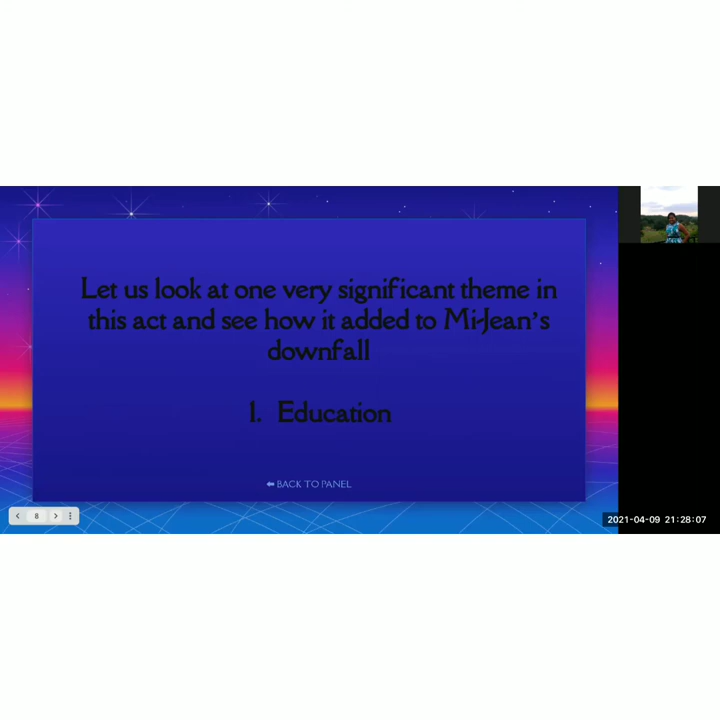 Let us look at one very significant theme in
this act and see how it added to Mi-Jean's
downfall
1. Education
⬅ BACK TO PANEL
< 8 >
2021-04-09 21:28:07